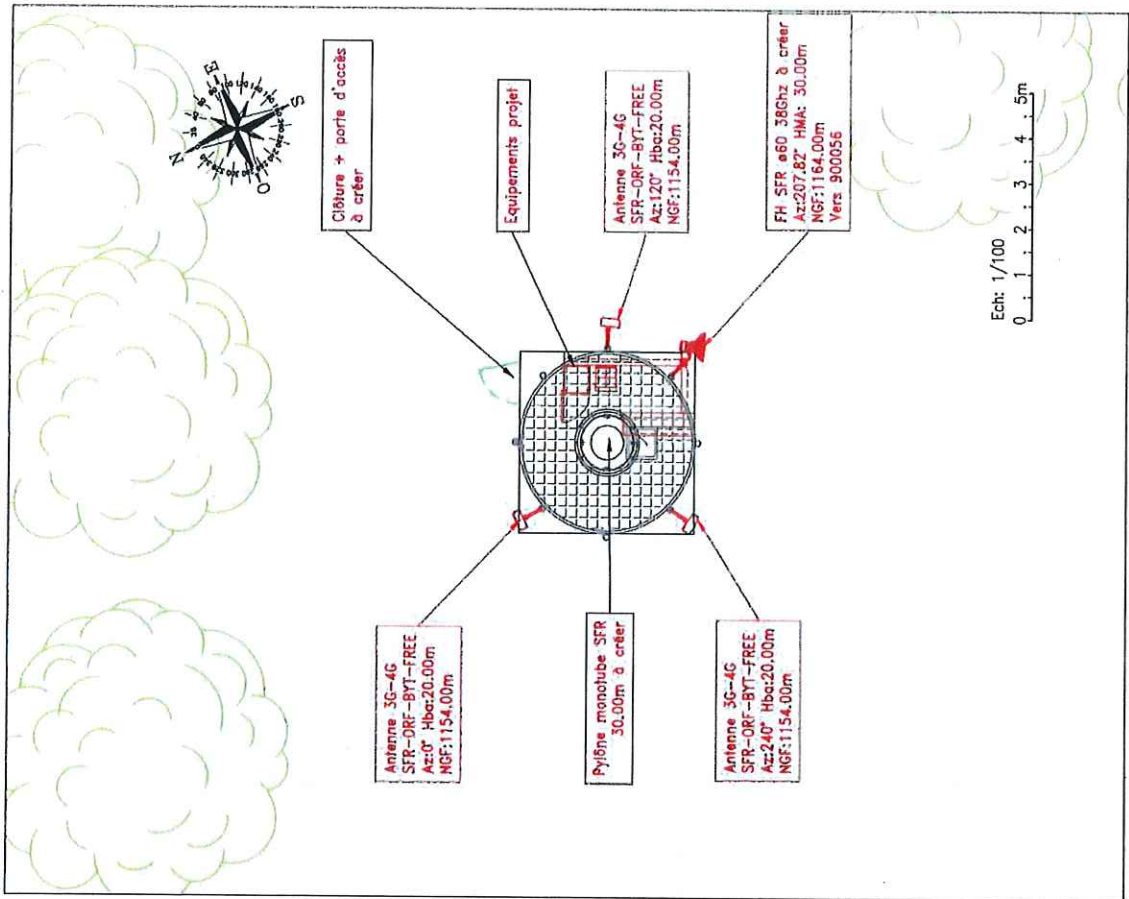 Clôture + porte d'accès
à créer
Equipements projet
Antenne 3G-4G
SFR-ORF-BYT-FREE
Az:120° Hba:20.00m
NGF:1154.00m
FH SFR ø60 38Ghz à créer
Az:207.82° HMA: 30.00m
NGF:1164.00m
Vers 900056
Antenne 3G-4G
SFR-ORF-BYT-FREE
Az:0° Hba:20.00m
NGF:1154.00m
Pylône monotube SFR
30.00m à créer
Antenne 3G-4G
SFR-ORF-BYT-FREE
Az:240° Hba:20.00m
NGF:1154.00m
Ech: 1/100
0 1 2 3 4 5m
N
E
S
O